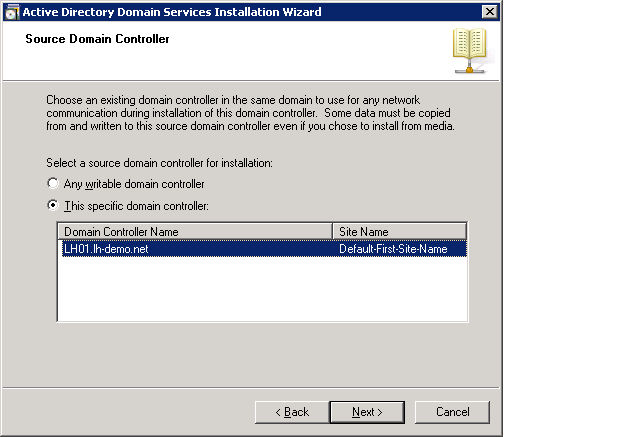 Active Directory Domain Services Installation Wizard
Source Domain Controller
Choose an existing domain controller in the same domain to use for any network
communication during installation of this domain controller. Some data must be copied
from and written to this source domain controller even if you chose to install from media.
Select a source domain controller for installation:
Any writable domain controller
This specific domain controller:
Domain Controller Name Site Name
LH01.lh-demo.net Default-First-Site-Name
< Back Next > Cancel